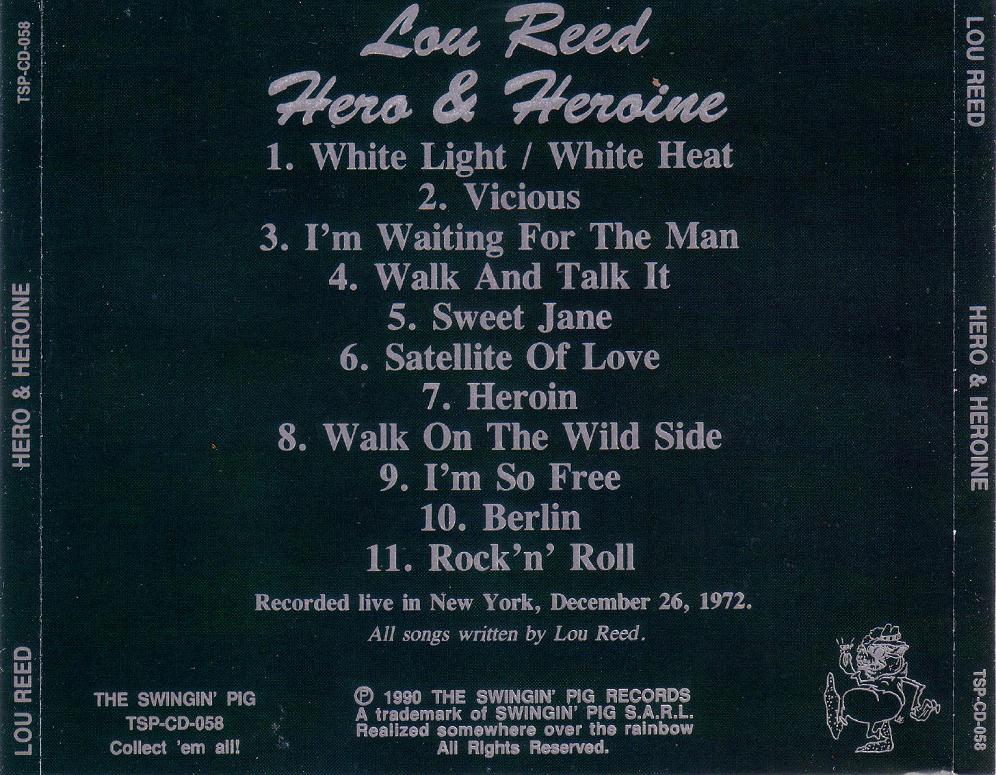 Lou Reed
Hero & Heroine
1. White Light / White Heat
2. Vicious
3. I'm Waiting For The Man
4. Walk And Talk It
5. Sweet Jane
6. Satellite Of Love
7. Heroin
8. Walk On The Wild Side
9. I'm So Free
10. Berlin
11. Rock'n' Roll
Recorded live in New York, December 26, 1972.
All songs written by Lou Reed.
THE SWINGIN' PIG
TSP-CD-058
Collect 'em all!
℗ 1990 THE SWINGIN' PIG RECORDS
A trademark of SWINGIN' PIG S.A.R.L.
Realized somewhere over the rainbow
All Rights Reserved.
LOU REED HERO & HEROINE TSP-CD-058
LOU REED HERO & HEROINE TSP-CD-058